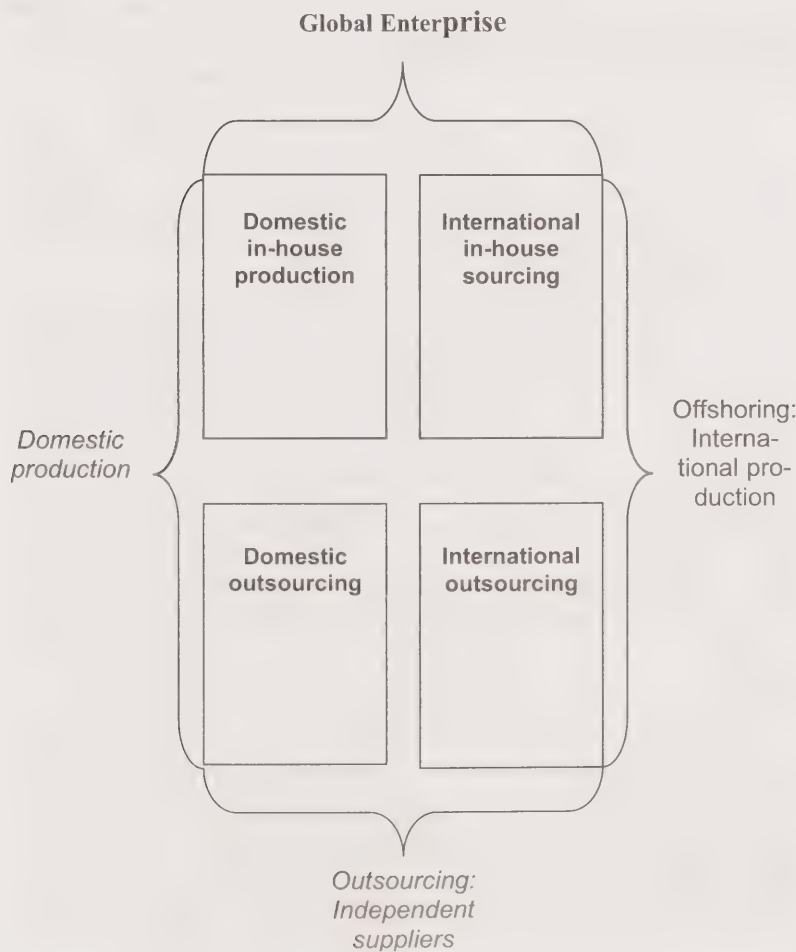 Global Enterprise
Domestic
in-house
production
International
in-house
sourcing
Domestic
production
Offshoring:
Interna-
tional pro-
duction
Domestic
outsourcing
International
outsourcing
Outsourcing:
Independent
suppliers